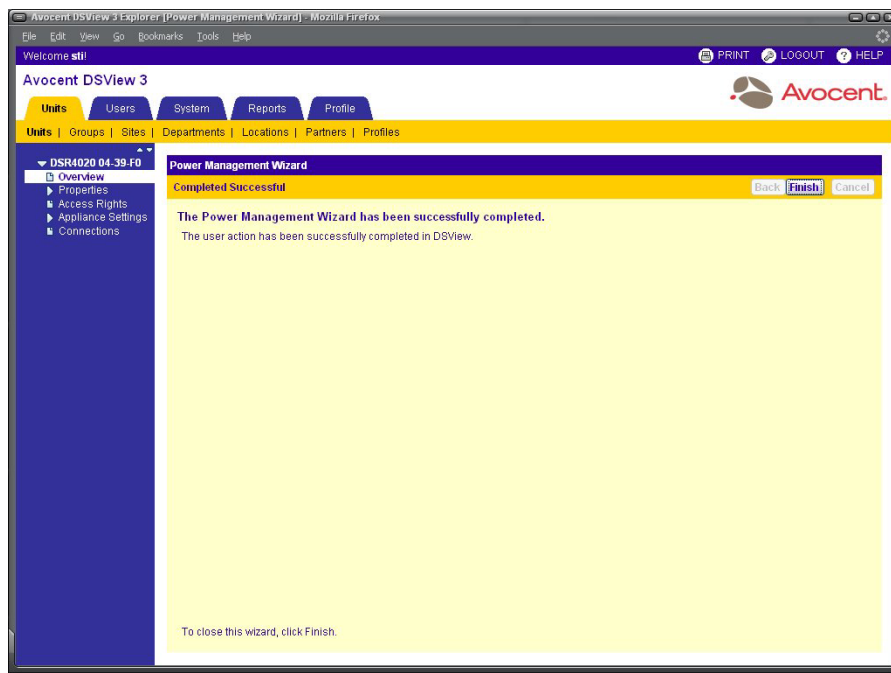 Avocent DSView 3 Explorer [Power Management Wizard] - Mozilla Firefox
File Edit View Go Bookmarks Tools Help
Welcome sti! PRINT LOGOUT ? HELP
Avocent DSView 3
Avocent.
Units Users System Reports Profile
Units | Groups | Sites | Departments | Locations | Partners | Profiles
DSR4020 04-39-F0
Overview
Properties
Access Rights
Appliance Settings
Connections
Power Management Wizard
Completed Successful Back Finish Cancel
The Power Management Wizard has been successfully completed.
The user action has been successfully completed in DSView.
To close this wizard, click Finish.